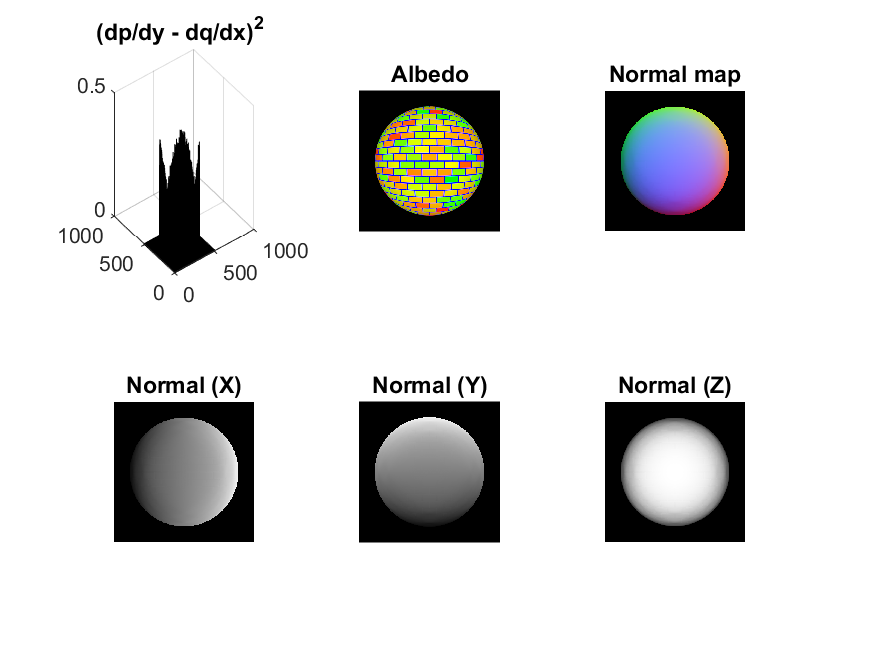 (dp/dy - dq/dx)²
0.5
0
1000
500
0
0
500
1000
Albedo
Normal map
Normal (X)
Normal (Y)
Normal (Z)